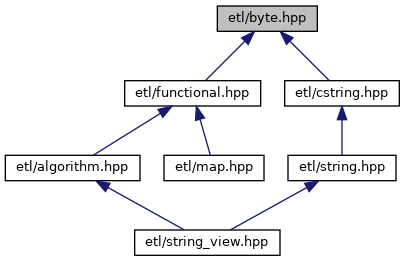 etl/byte.hpp
etl/functional.hpp
etl/cstring.hpp
etl/algorithm.hpp
etl/map.hpp
etl/string.hpp
etl/string_view.hpp